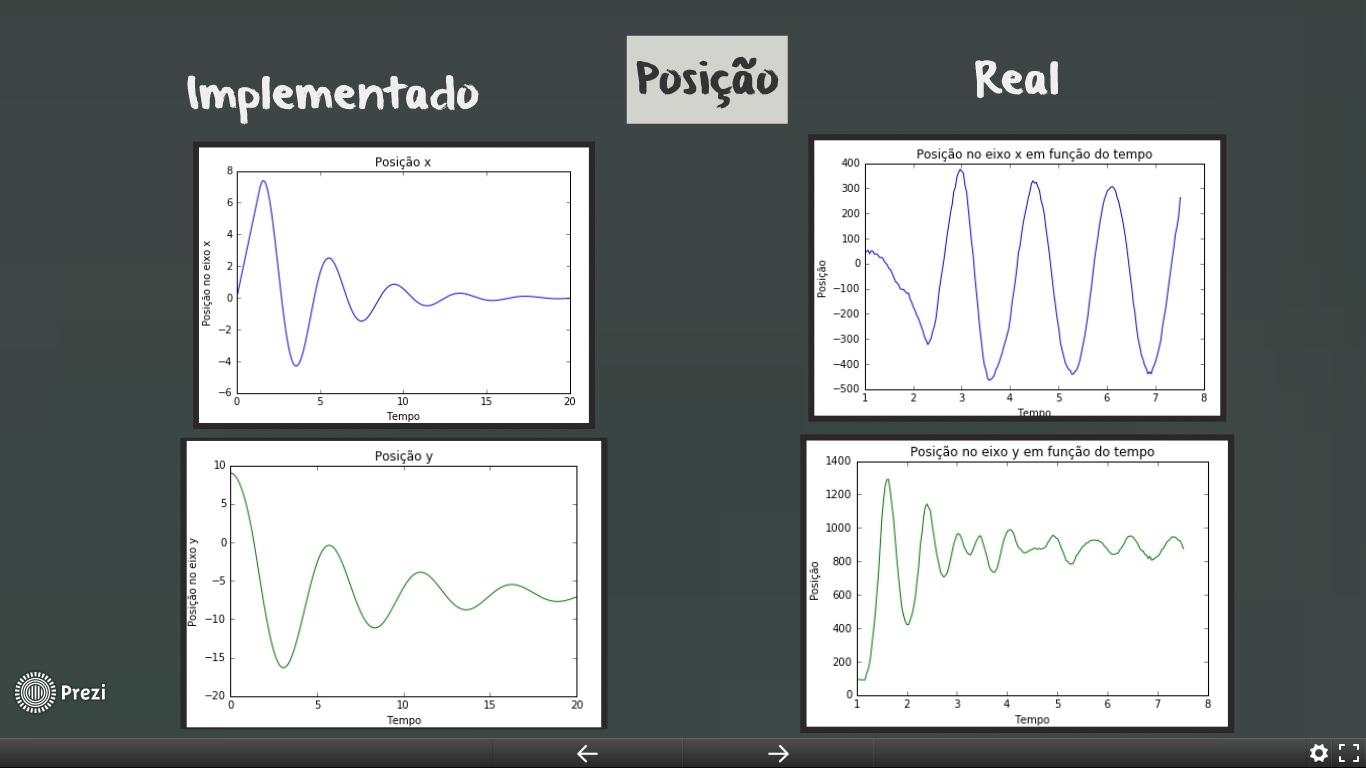 Implementado
Posição
Real
Posição x
Posição no eixo x
8
6
4
2
0
−2
−4
−6
0 5 10 15 20
Tempo
Posição no eixo x em função do tempo
Posição
400
300
200
100
0
−100
−200
−300
−400
−500
1 2 3 4 5 6 7 8
Tempo
Posição y
Posição no eixo y
10
5
0
−5
−10
−15
−20
0 5 10 15 20
Tempo
Posição no eixo y em função do tempo
Posição
1400
1200
1000
800
600
400
200
0
1 2 3 4 5 6 7 8
Tempo
Prezi